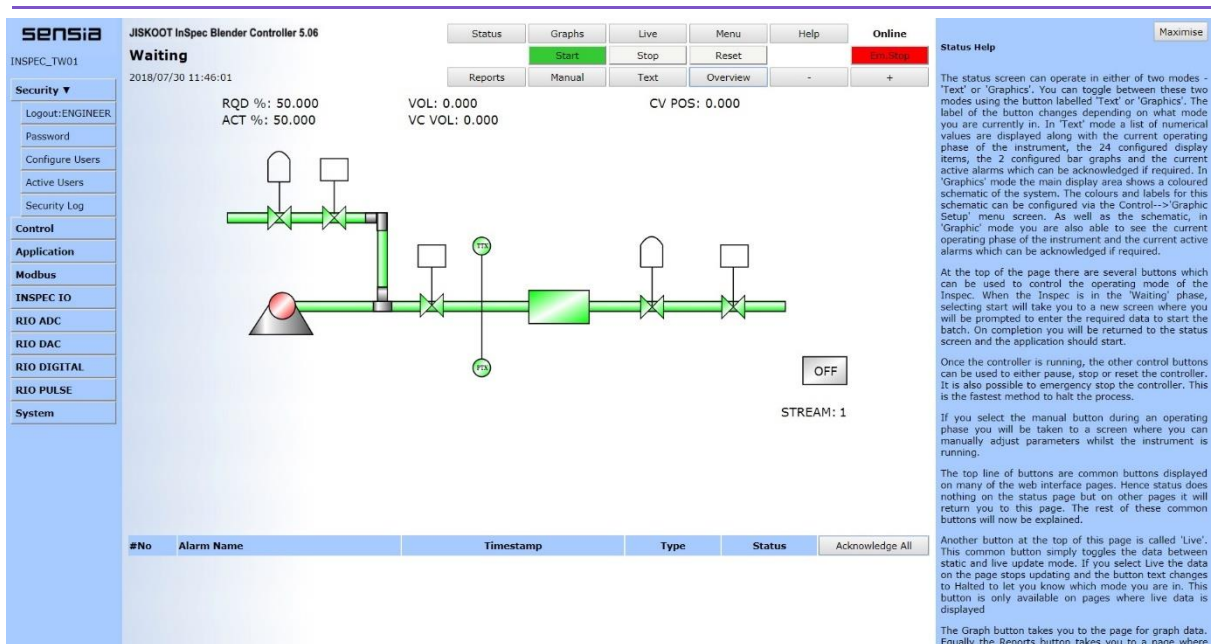 sensia
INSPEC_TW01
Security ▼
Logout:ENGINEER
Password
Configure Users
Active Users
Security Log
Control
Application
Modbus
INSPEC IO
RIO ADC
RIO DAC
RIO DIGITAL
RIO PULSE
System
JISKOOT InSpec Blender Controller 5.06
Waiting
2018/07/30 11:46:01
Status Graphs Live Menu Help Online
Start Stop Reset Em.Stop
Reports Manual Text Overview - +
RQD %: 50.000 VOL: 0.000 CV POS: 0.000
ACT %: 50.000 VC VOL: 0.000
TTX
PTX
OFF
STREAM: 1
#No Alarm Name Timestamp Type Status Acknowledge All
Maximise
Status Help
The status screen can operate in either of two modes -
'Text' or 'Graphics'. You can toggle between these two
modes using the button labelled 'Text' or 'Graphics'. The
label of the button changes depending on what mode
you are currently in. In 'Text' mode a list of numerical
values are displayed along with the current operating
phase of the instrument, the 24 configured display
items, the 2 configured bar graphs and the current
active alarms which can be acknowledged if required. In
'Graphics' mode the main display area shows a coloured
schematic of the system. The colours and labels for this
schematic can be configured via the Control-->'Graphic
Setup' menu screen. As well as the schematic, in
'Graphic' mode you are also able to see the current
operating phase of the instrument and the current active
alarms which can be acknowledged if required.
At the top of the page there are several buttons which
can be used to control the operating mode of the
Inspec. When the Inspec is in the 'Waiting' phase,
selecting start will take you to a new screen where you
will be prompted to enter the required data to start the
batch. On completion you will be returned to the status
screen and the application should start.
Once the controller is running, the other control buttons
can be used to either pause, stop or reset the controller.
It is also possible to emergency stop the controller. This
is the fastest method to halt the process.
If you select the manual button during an operating
phase you will be taken to a screen where you can
manually adjust parameters whilst the instrument is
running.
The top line of buttons are common buttons displayed
on many of the web interface pages. Hence status does
nothing on the status page but on other pages it will
return you to this page. The rest of these common
buttons will now be explained.
Another button at the top of this page is called 'Live'.
This common button simply toggles the data between
static and live update mode. If you select Live the data
on the page stops updating and the button text changes
to Halted to let you know which mode you are in. This
button is only available on pages where live data is
displayed
The Graph button takes you to the page for graph data.
Equally the Reports button takes you to a page where